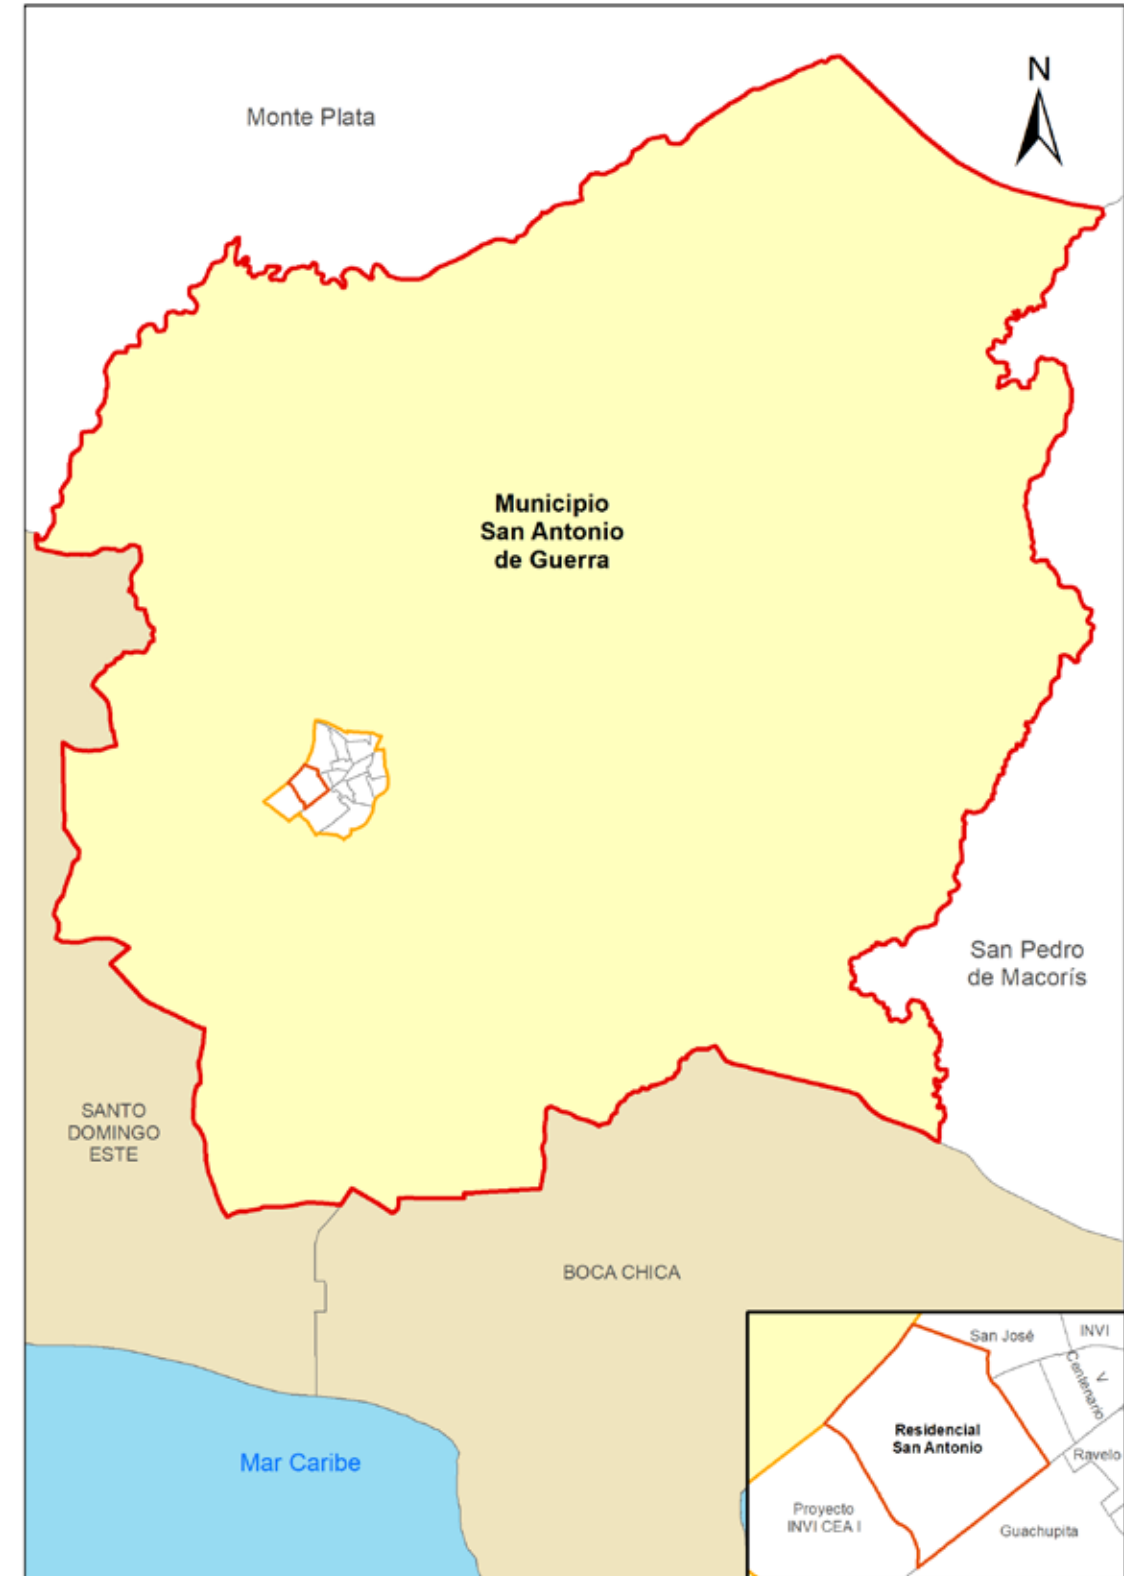 N
Monte Plata
Municipio
San Antonio
de Guerra
San Pedro
de Macorís
SANTO
DOMINGO
ESTE
BOCA CHICA
Mar Caribe
San José
INVI
V
Centenario
Residencial
San Antonio
Ravelo
Proyecto
INVI CEA I
Guachupita